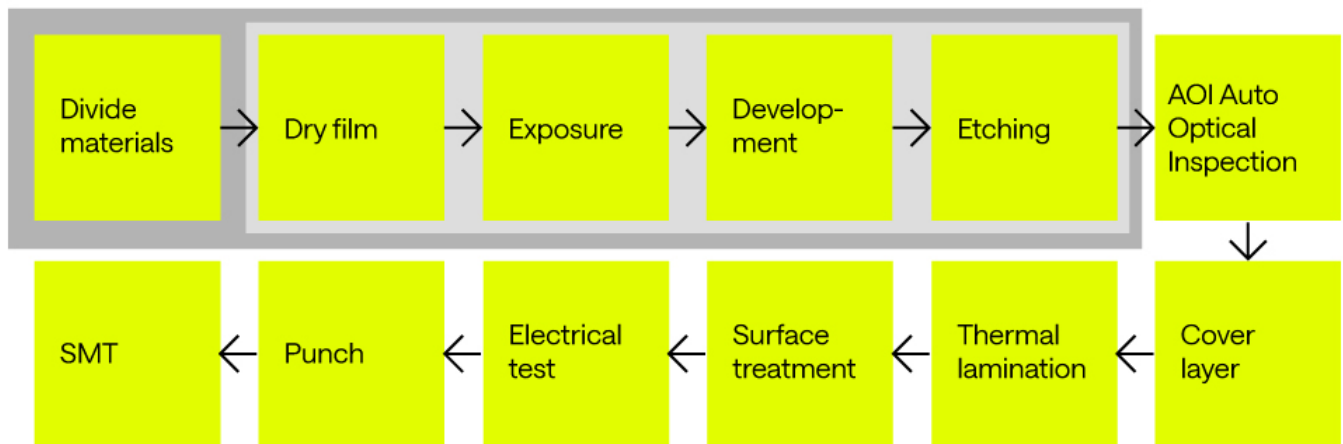 Divide
materials
Dry film
Exposure
Develop-
ment
Etching
AOI Auto
Optical
Inspection
SMT
Punch
Electrical
test
Surface
treatment
Thermal
lamination
Cover
layer